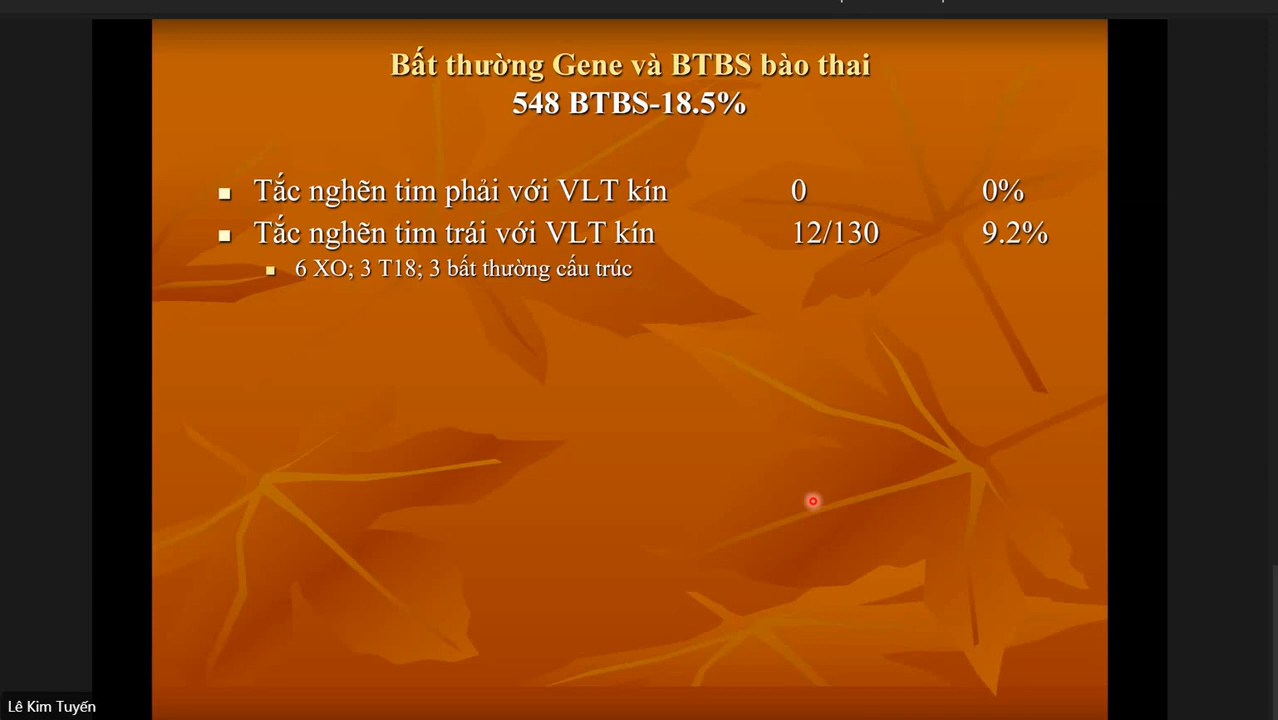 Bất thường Gene và BTBS bào thai
548 BTBS-18.5%
Tắc nghẽn tim phải với VLT kín 0 0%
Tắc nghẽn tim trái với VLT kín 12/130 9.2%
6 XO; 3 T18; 3 bất thường cấu trúc
Lê Kim Tuyến